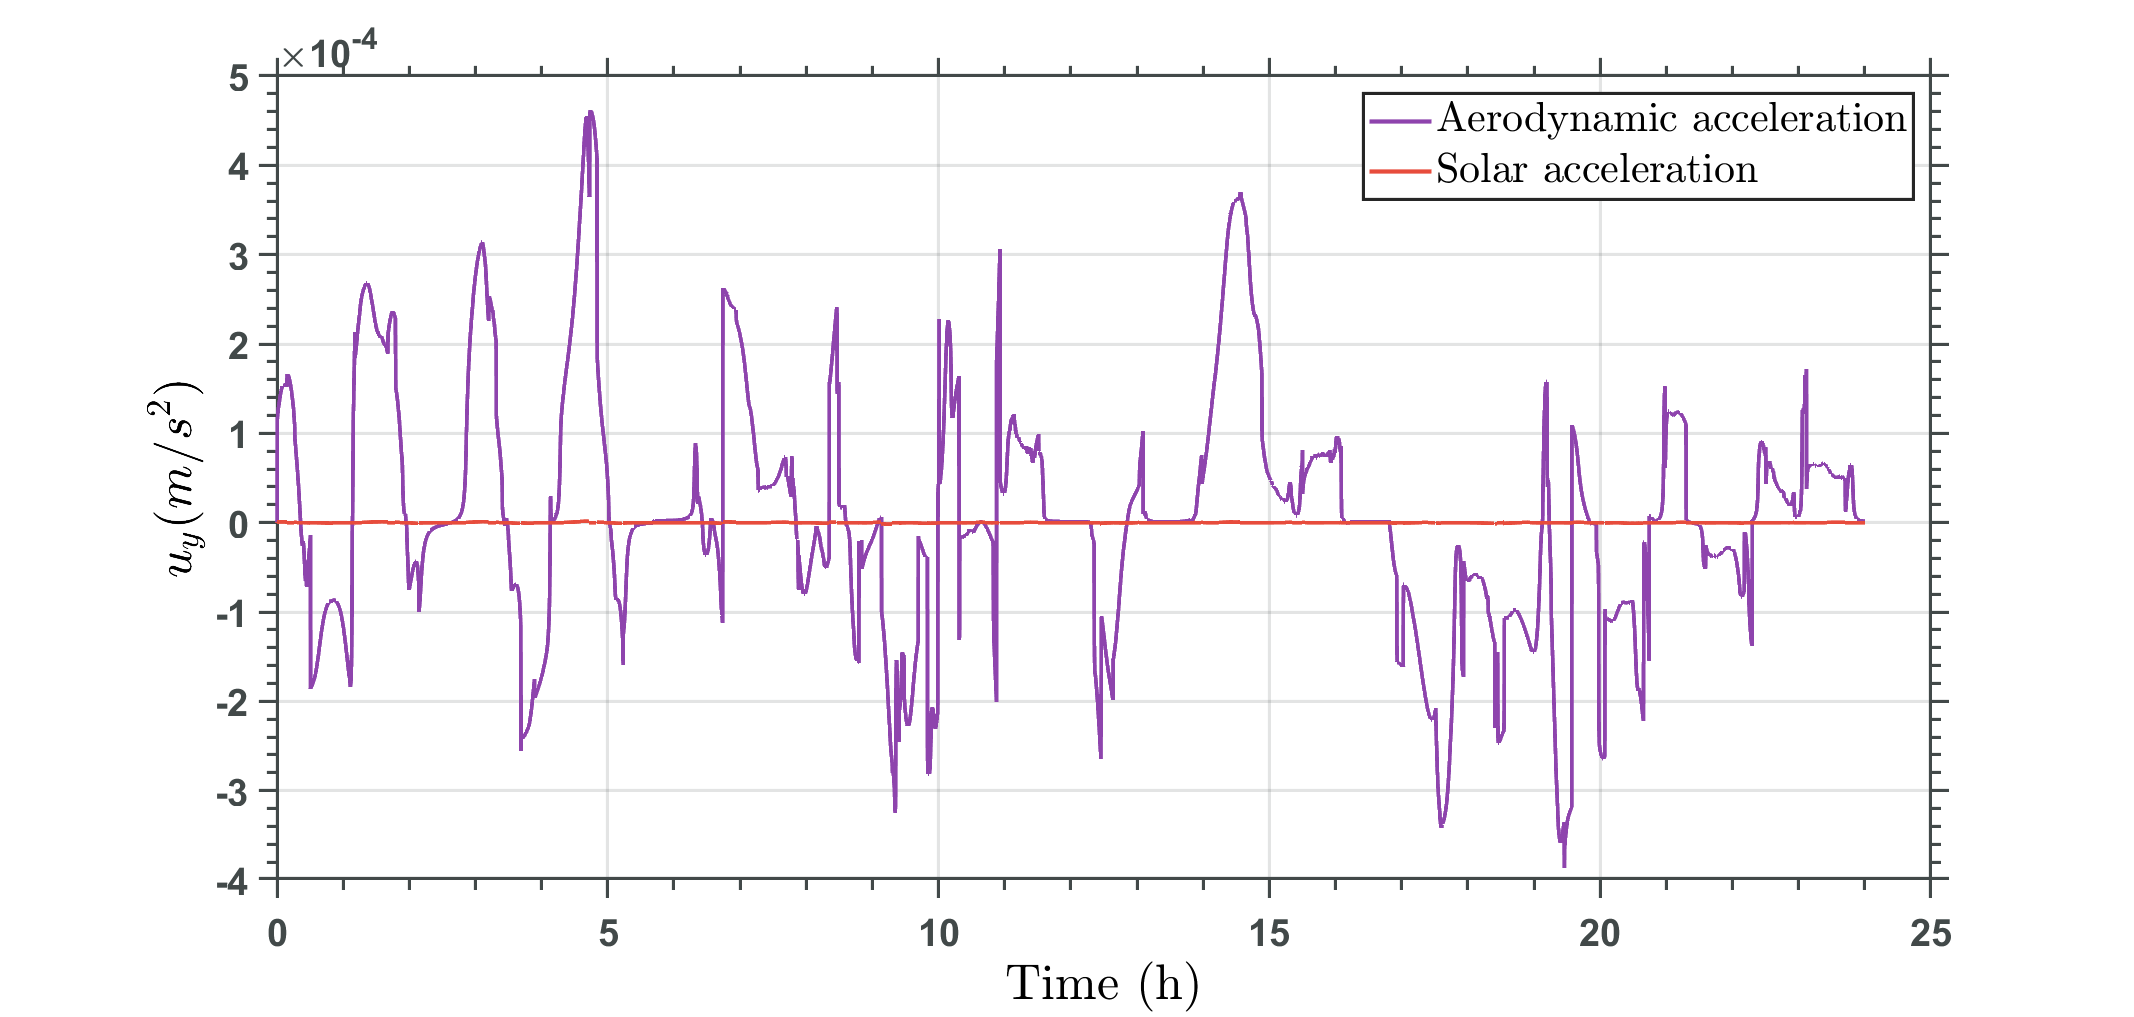 ×10-4
5
4
3
2
1
0
-1
-2
-3
-4
0 5 10 15 20 25
Time (h)
u_y(m/s^2)
Aerodynamic acceleration
Solar acceleration